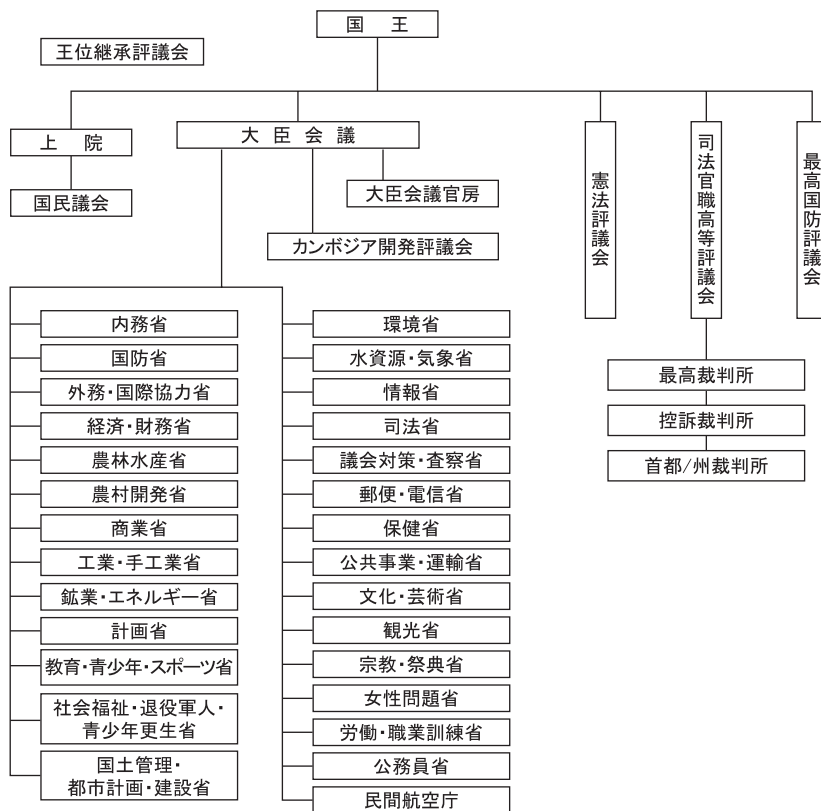 国王
王位継承評議会
上院
国民議会
大臣会議
大臣会議官房
カンボジア開発評議会
憲法評議会
司法官職高等評議会
最高国防評議会
最高裁判所
控訴裁判所
首都/州裁判所
内務省
国防省
外務・国際協力省
経済・財務省
農林水産省
農村開発省
商業省
工業・手工業省
鉱業・エネルギー省
計画省
教育・青少年・スポーツ省
社会福祉・退役軍人・
青少年更生省
国土管理・
都市計画・建設省
環境省
水資源・気象省
情報省
司法省
議会対策・査察省
郵便・電信省
保健省
公共事業・運輸省
文化・芸術省
観光省
宗教・祭典省
女性問題省
労働・職業訓練省
公務員省
民間航空庁